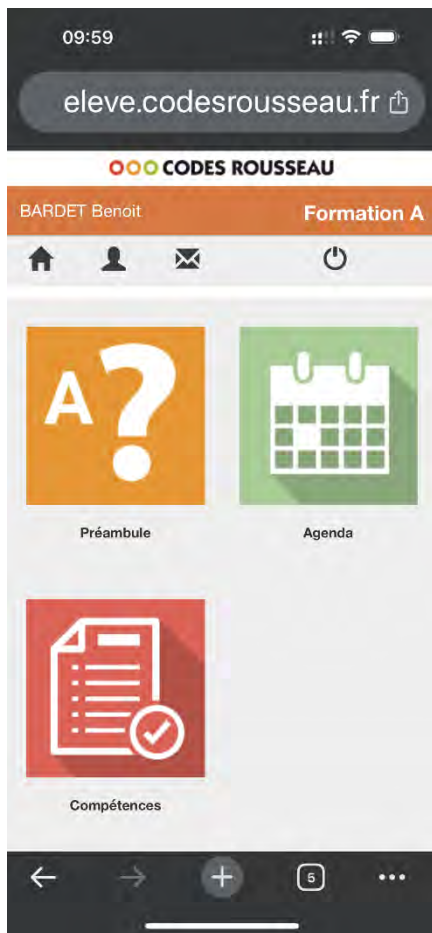 09:59
eleve.codesrousseau.fr
CODES ROUSSEAU
BARDET Benoit
Formation A
A?
Préambule
Agenda
Compétences
5